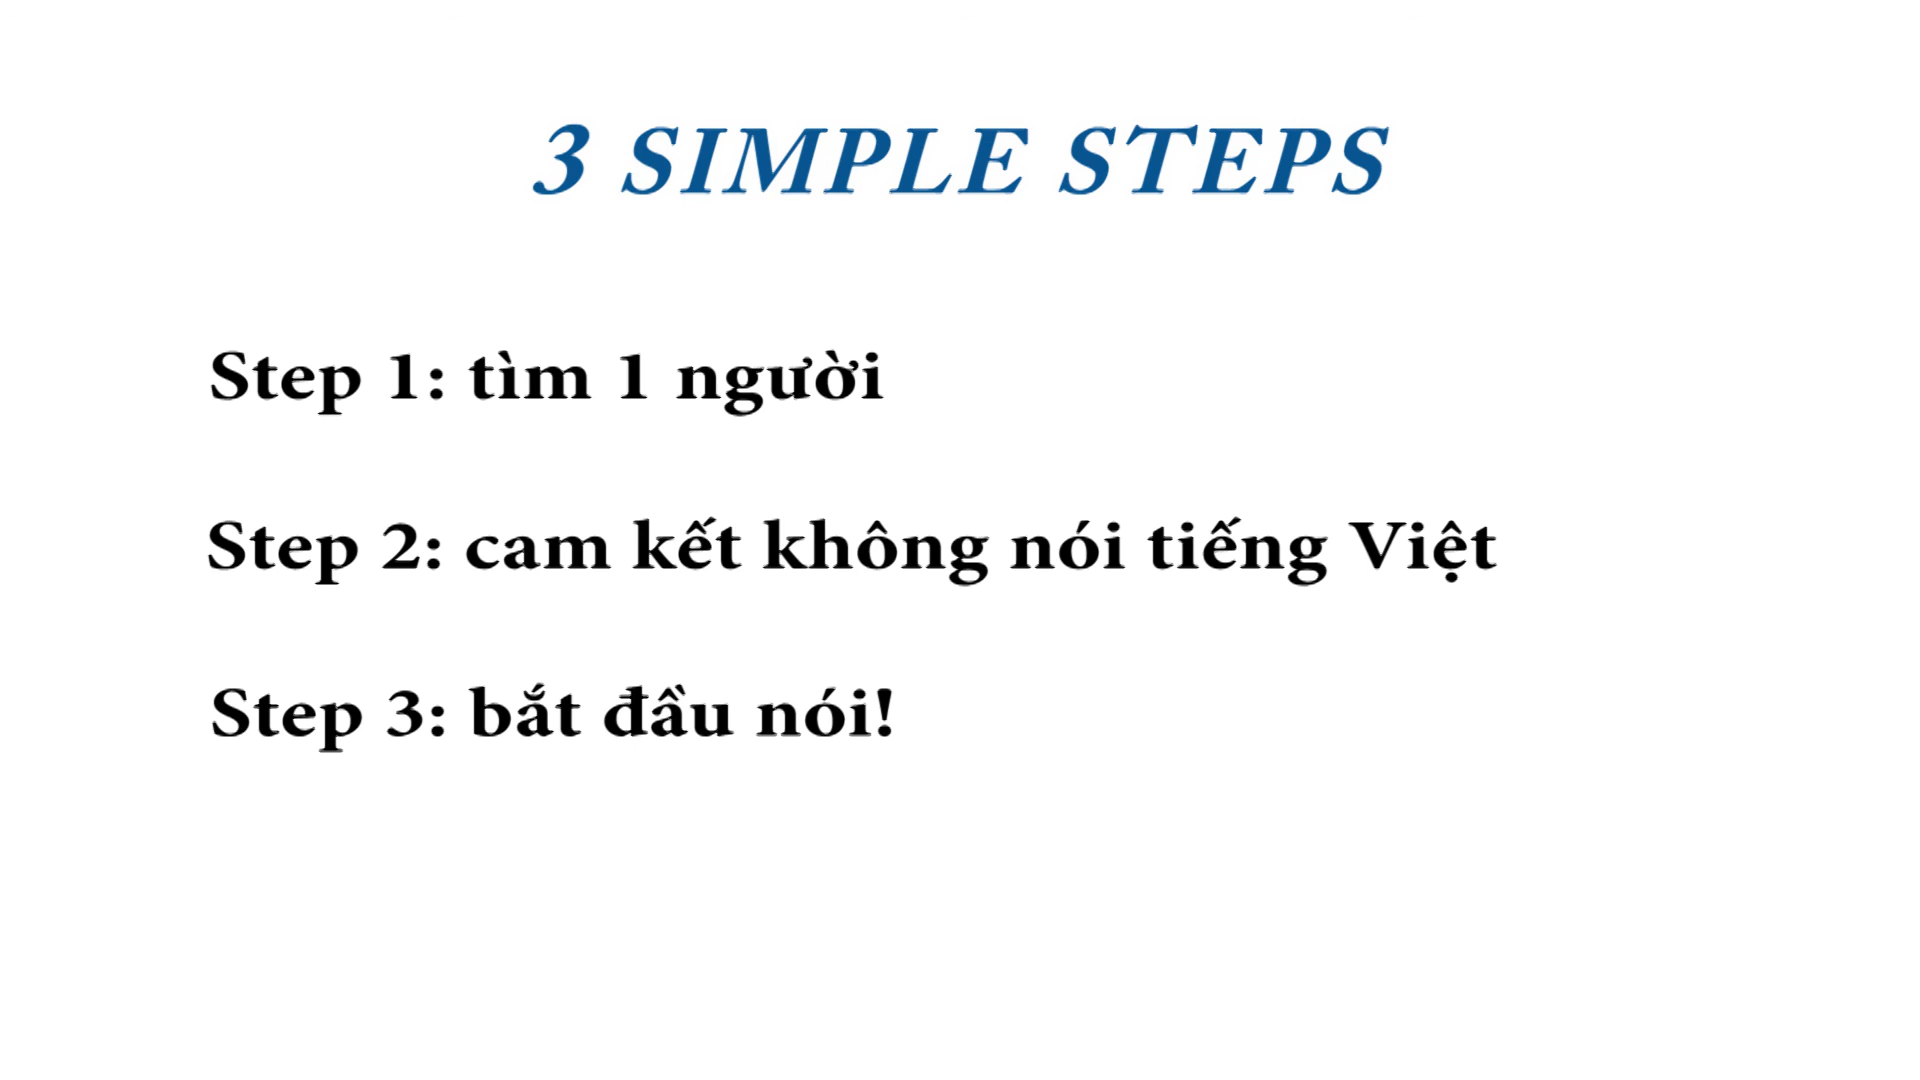 3 SIMPLE STEPS
Step 1: tìm 1 người
Step 2: cam kết không nói tiếng Việt
Step 3: bắt đầu nói!